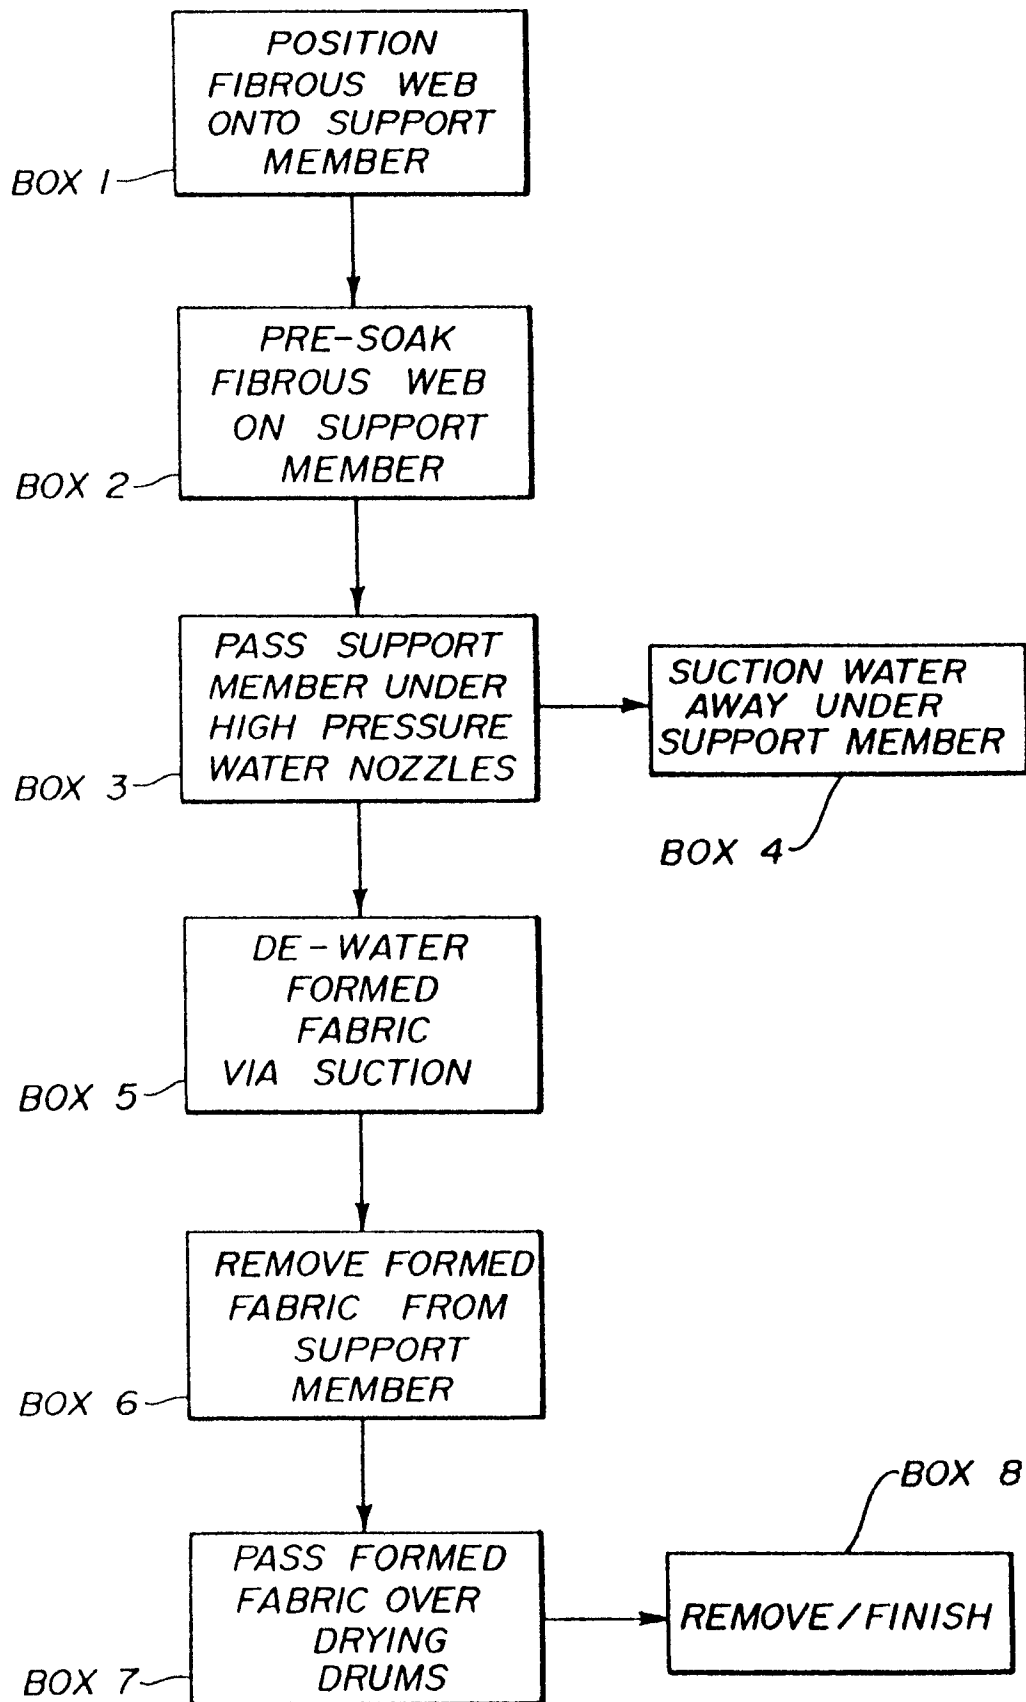 POSITION
FIBROUS WEB
ONTO SUPPORT
MEMBER
BOX 1
PRE-SOAK
FIBROUS WEB
ON SUPPORT
MEMBER
BOX 2
PASS SUPPORT
MEMBER UNDER
HIGH PRESSURE
WATER NOZZLES
BOX 3
SUCTION WATER
AWAY UNDER
SUPPORT MEMBER
BOX 4
DE-WATER
FORMED
FABRIC
VIA SUCTION
BOX 5
REMOVE FORMED
FABRIC FROM
SUPPORT
MEMBER
BOX 6
PASS FORMED
FABRIC OVER
DRYING
DRUMS
BOX 7
BOX 8
REMOVE/FINISH